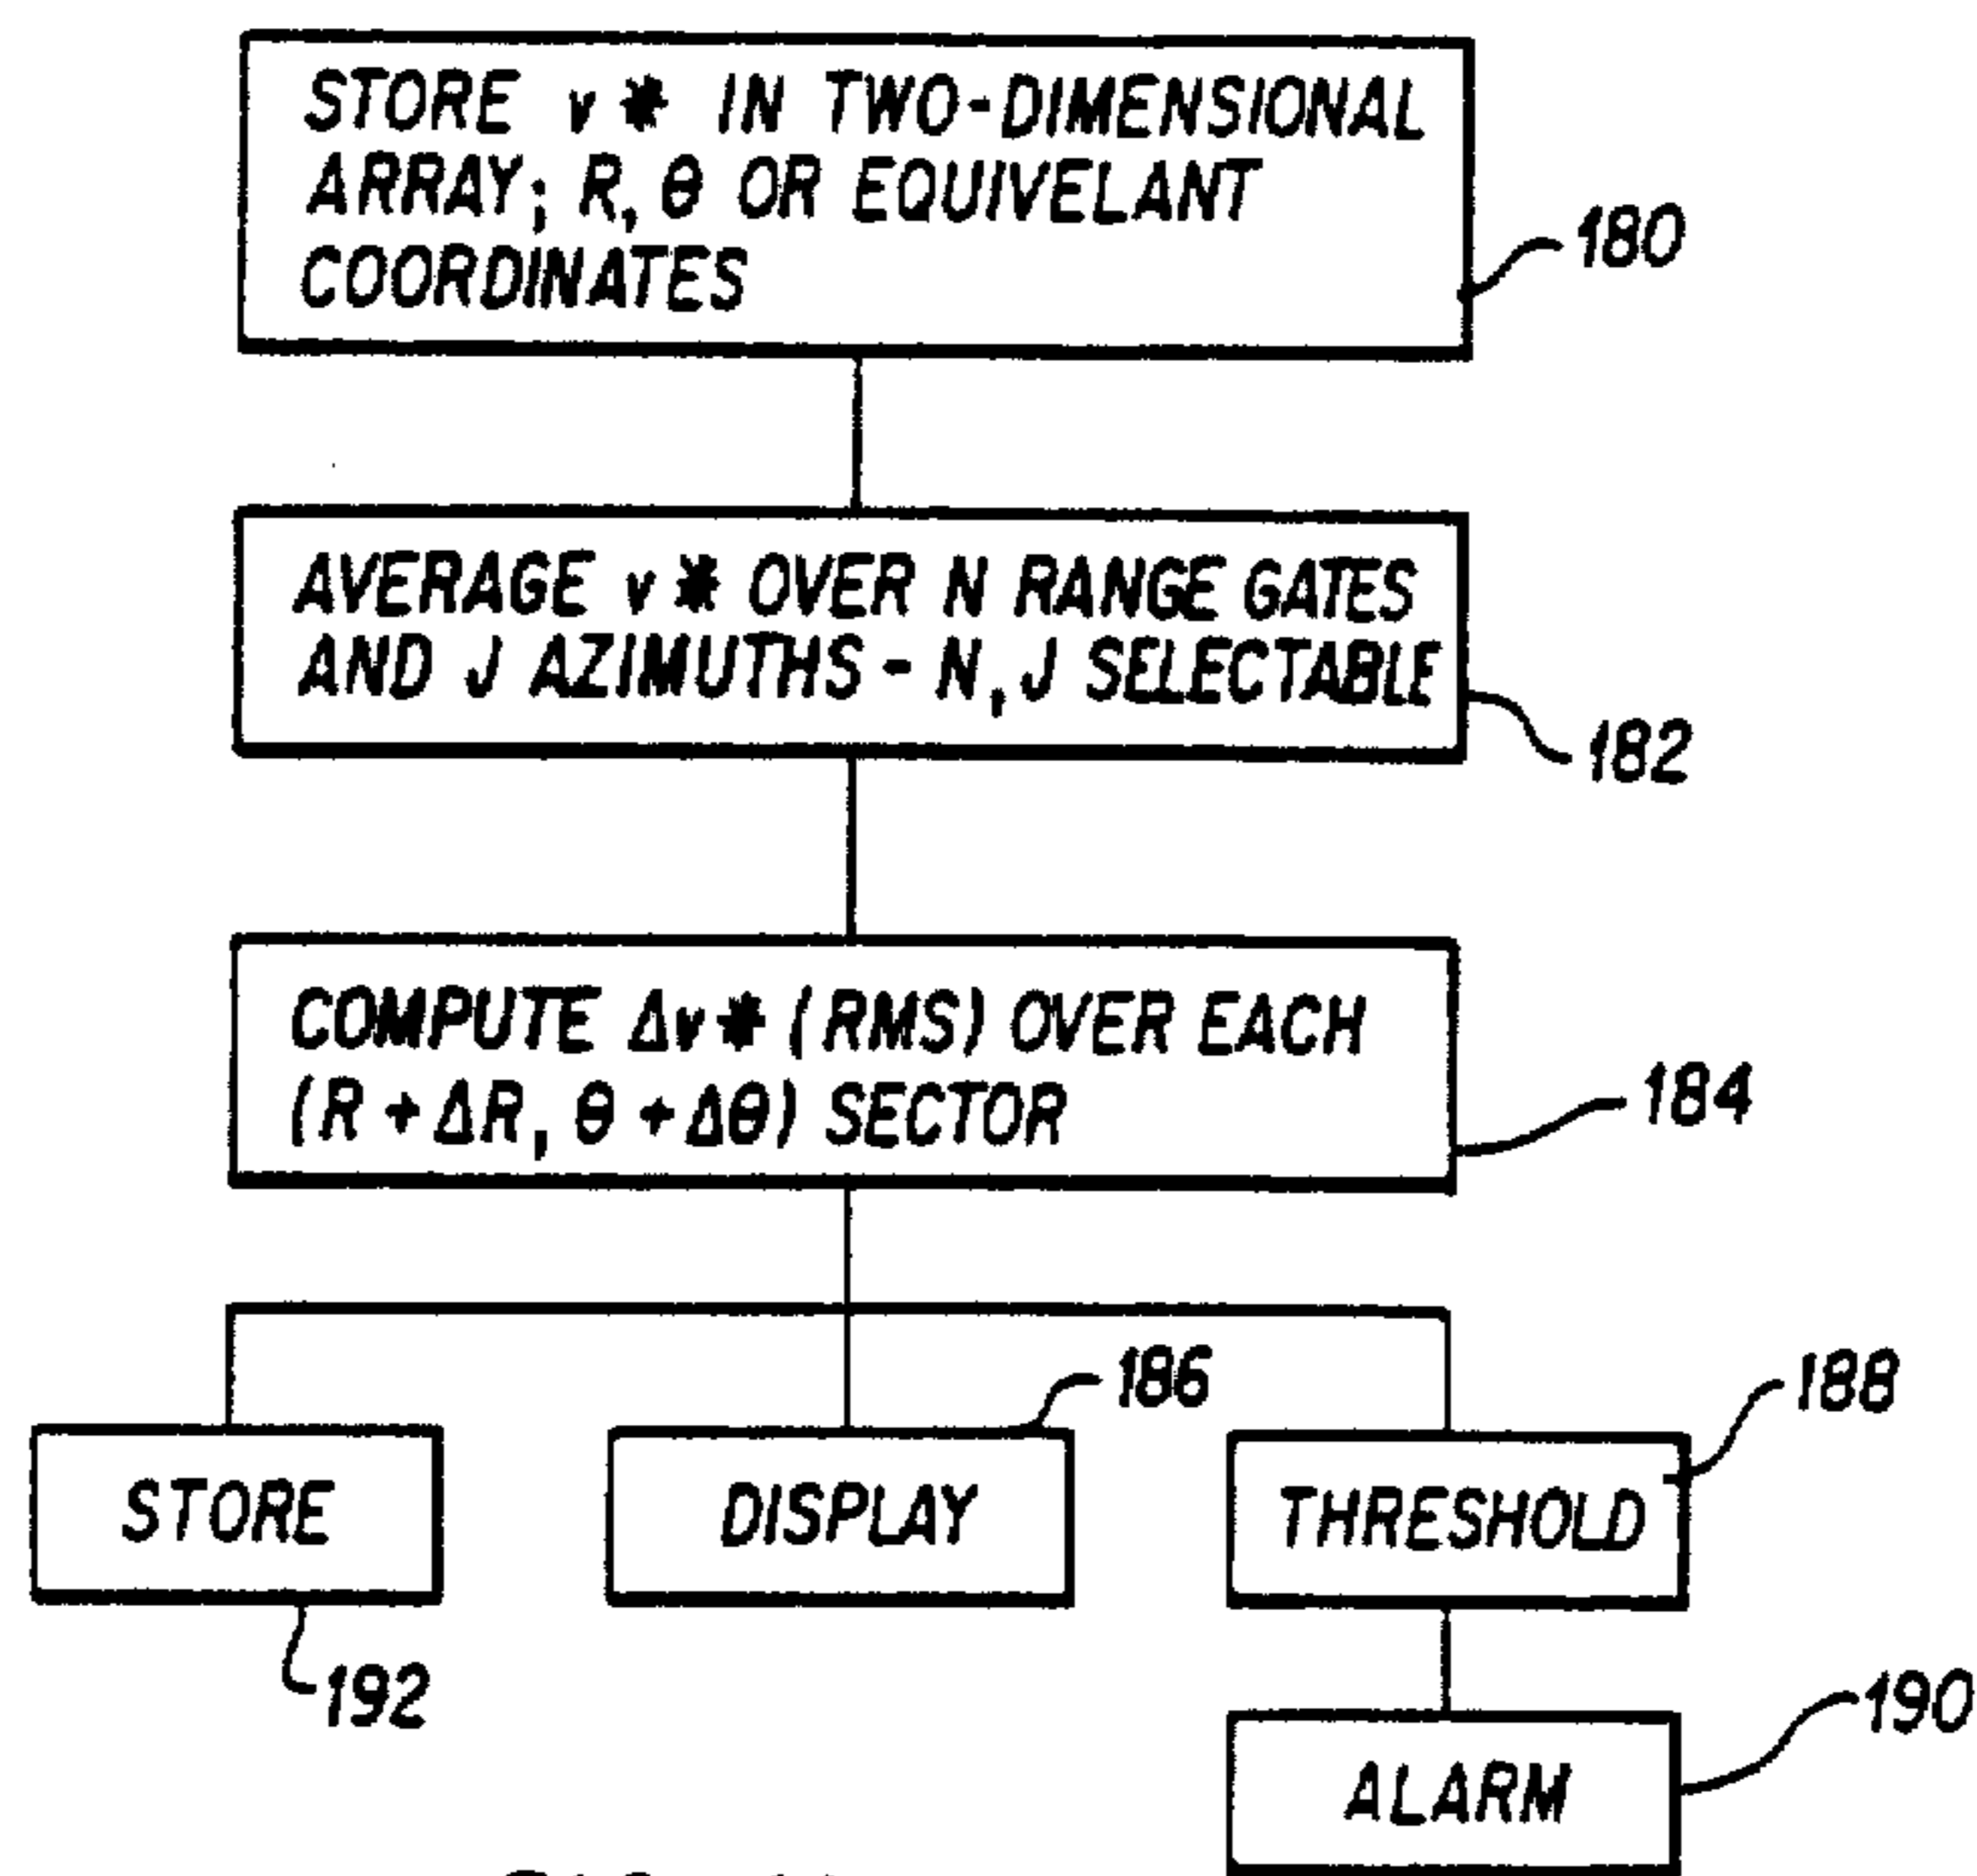 STORE v* IN TWO-DIMENSIONAL
ARRAY; R, θ OR EQUIVELANT
COORDINATES
180
AVERAGE v* OVER N RANGE GATES
AND J AZIMUTHS - N, J SELECTABLE
182
COMPUTE Δv* (RMS) OVER EACH
(R + ΔR, θ + Δθ) SECTOR
184
186
188
STORE
DISPLAY
THRESHOLD
192
190
ALARM